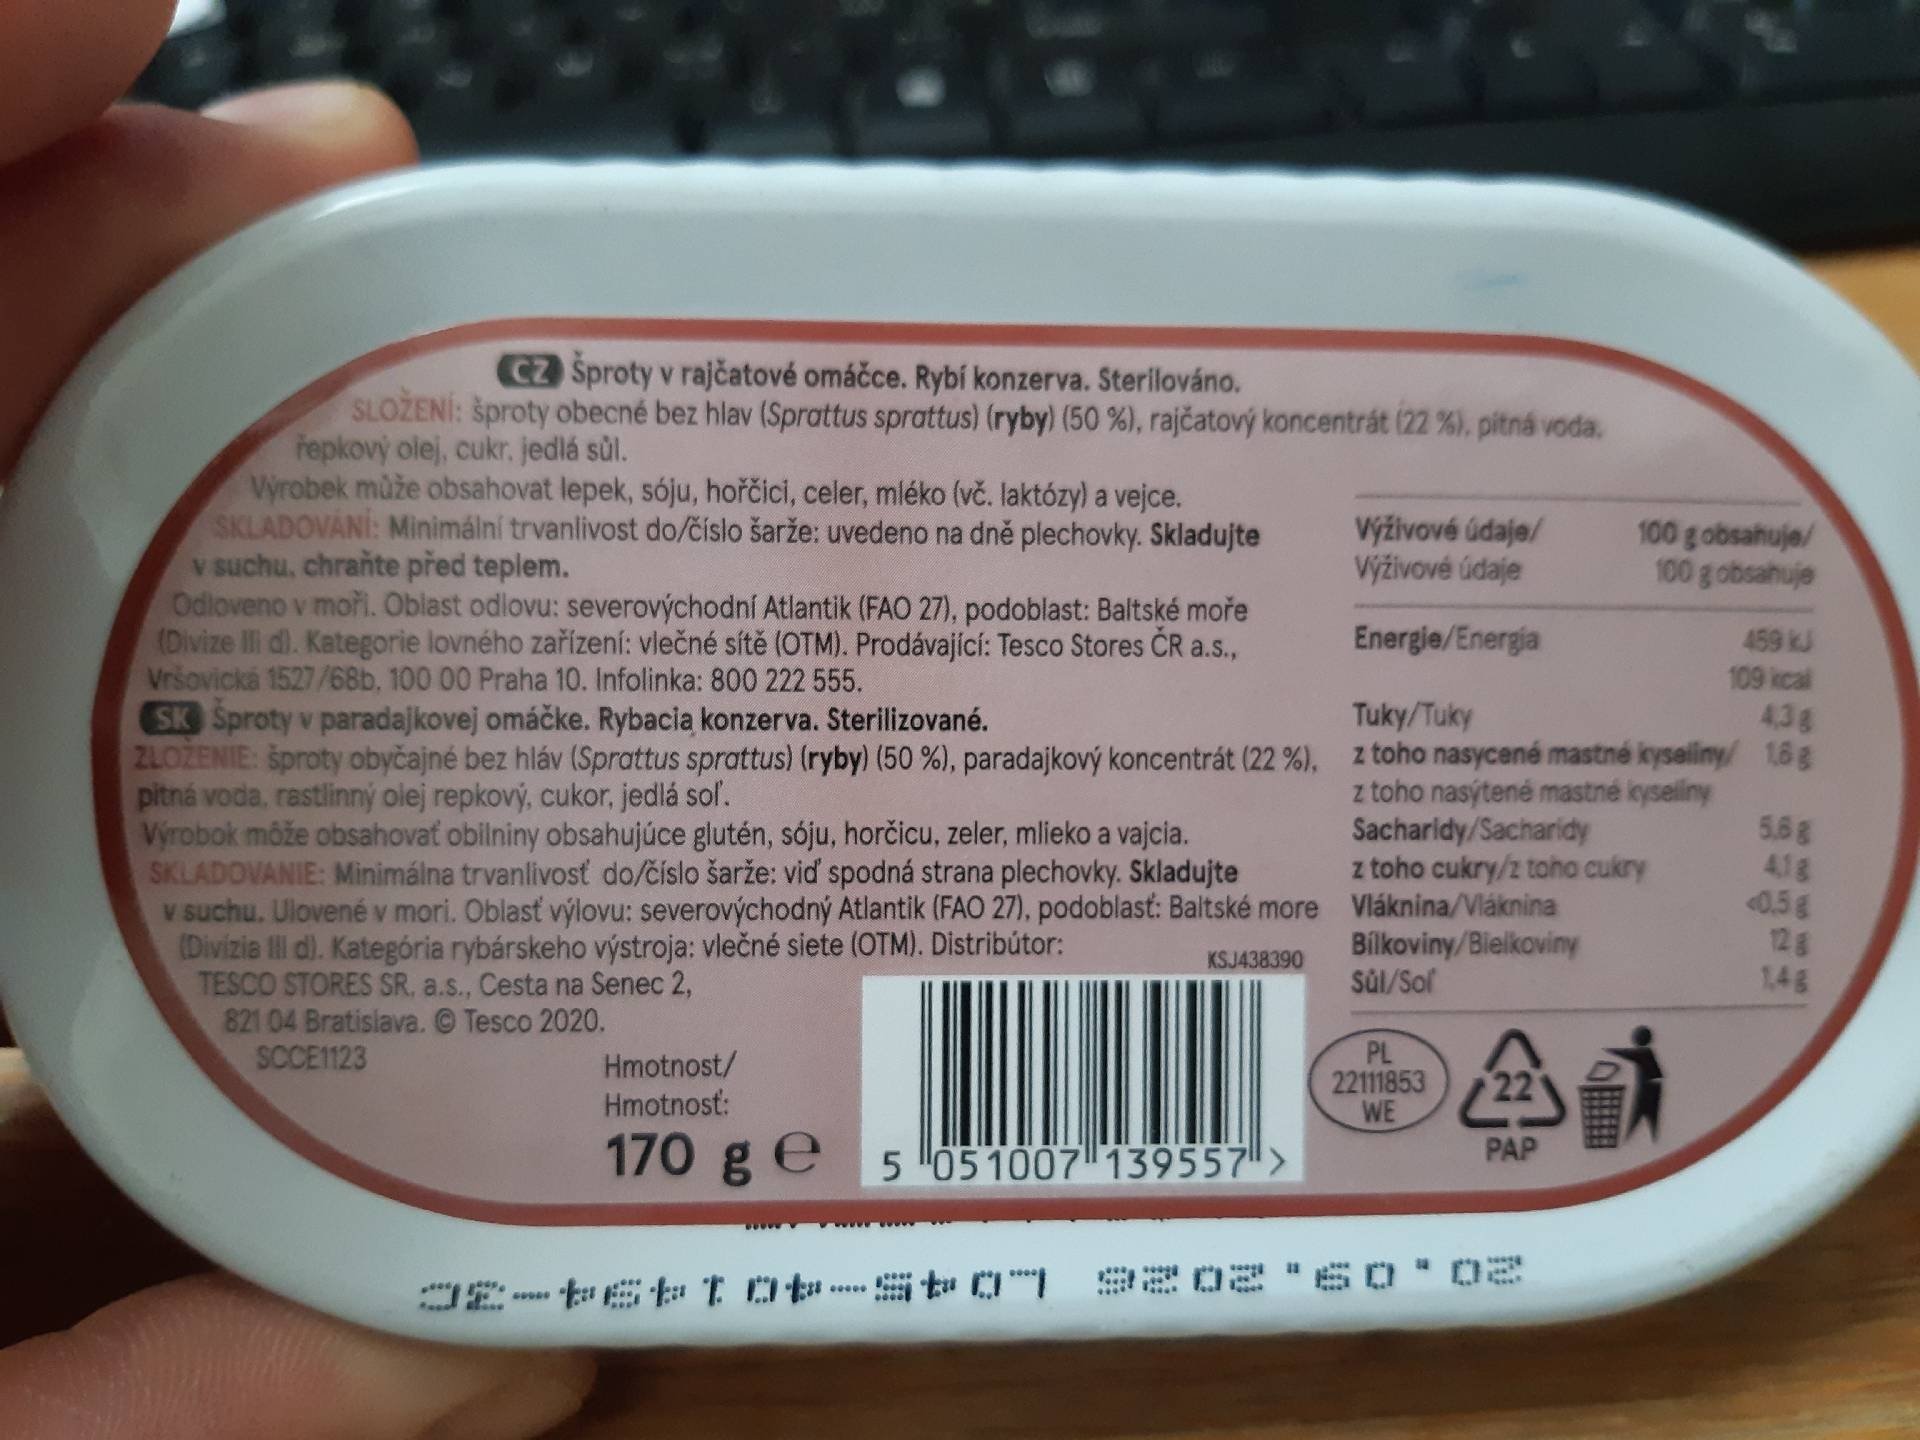 CZ Šproty v rajčatové omáčce. Rybí konzerva. Sterilováno.
SLOŽENÍ: šproty obecné bez hlav (Sprattus sprattus) (ryby) (50 %), rajčatový koncentrát (22 %), pitná voda,
řepkový olej, cukr, jedlá sůl.
Výrobek může obsahovat lepek, sóju, hořčici, celer, mléko (vč. laktózy) a vejce.
SKLADOVÁNÍ: Minimální trvanlivost do/číslo šarže: uvedeno na dně plechovky. Skladujte
v suchu, chraňte před teplem.
Odloveno v moři. Oblast odlovu: severovýchodní Atlantik (FAO 27), podoblast: Baltské moře
(Divize III d). Kategorie lovného zařízení: vlečné sítě (OTM). Prodávající: Tesco Stores ČR a.s.,
Vršovická 1527/68b, 100 00 Praha 10. Infolinka: 800 222 555.
SK Šproty v paradajkovej omáčke. Rybacia konzerva. Sterilizované.
ZLOŽENIE: šproty obyčajné bez hláv (Sprattus sprattus) (ryby) (50 %), paradajkový koncentrát (22 %),
pitná voda, rastlinný olej repkový, cukor, jedlá soľ.
Výrobok môže obsahovať obilniny obsahujúce glutén, sóju, horčicu, zeler, mlieko a vajcia.
SKLADOVANIE: Minimálna trvanlivosť do/číslo šarže: viď spodná strana plechovky. Skladujte
v suchu. Ulovené v mori. Oblasť výlovu: severovýchodný Atlantik (FAO 27), podoblasť: Baltské more
(Divízia III d). Kategória rybárskeho výstroja: vlečné siete (OTM). Distribútor:
TESCO STORES SR, a.s., Cesta na Senec 2,
821 04 Bratislava. © Tesco 2020.
SCCE1123
Hmotnost/
Hmotnosť:
170 g e
KSJ438390
5 051007 139557 >
Výživové údaje/ 100 g obsahuje/
Výživové údaje 100 g obsahuje
Energie/Energia 459 kJ
109 kcal
Tuky/Tuky 4,3 g
z toho nasycené mastné kyseliny/ 1,6 g
z toho nasýtené mastné kyseliny
Sacharidy/Sacharidy 5,6 g
z toho cukry/z toho cukry 4,1 g
Vláknina/Vláknina <0,5 g
Bílkoviny/Bielkoviny 12 g
Sůl/Soľ 1,4 g
PL
22111853
WE
22
PAP
20.09.2026